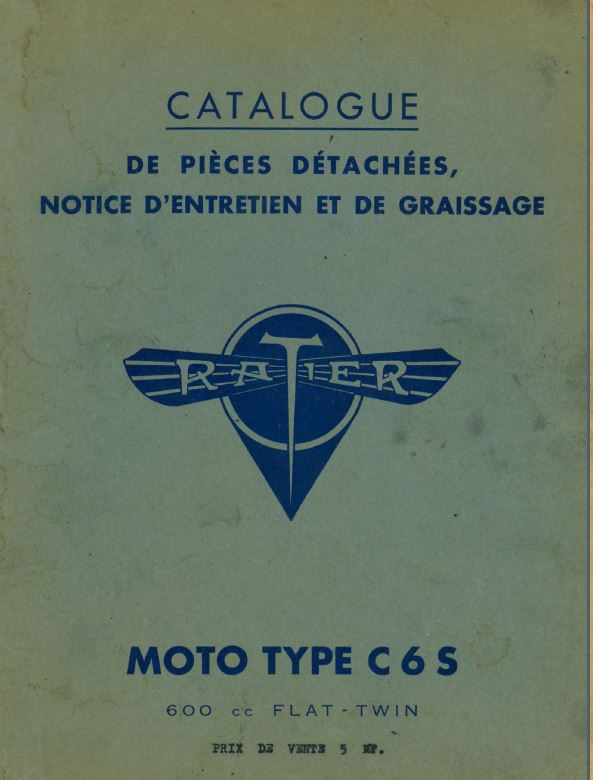 CATALOGUE
DE PIÈCES DÉTACHÉES,
NOTICE D'ENTRETIEN ET DE GRAISSAGE
RATIER
MOTO TYPE C 6 S
600 cc FLAT-TWIN
PRIX DE VENTE 5